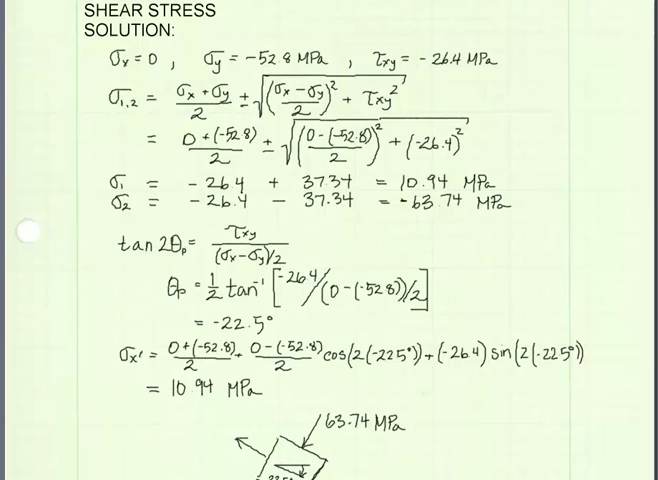 SHEAR STRESS
SOLUTION:
σx = 0 , σy = -52.8 MPa , τxy = -26.4 MPa
σ1,2 = (σx + σy)/2 ± √(((σx - σy)/2)² + τxy²)
= (0 + (-52.8))/2 ± √(((0 - (-52.8))/2)² + (-26.4)²)
σ1 = -26.4 + 37.34 = 10.94 MPa
σ2 = -26.4 - 37.34 = -63.74 MPa
tan 2θp = τxy/((σx - σy)/2)
θp = 1/2 tan⁻¹ [-26.4/(0 - (-52.8))/2]
= -22.5°
σx' = (0 + (-52.8))/2 + (0 - (-52.8))/2 cos(2(-22.5°)) + (-26.4) sin(2(-22.5°))
= 10.94 MPa
63.74 MPa